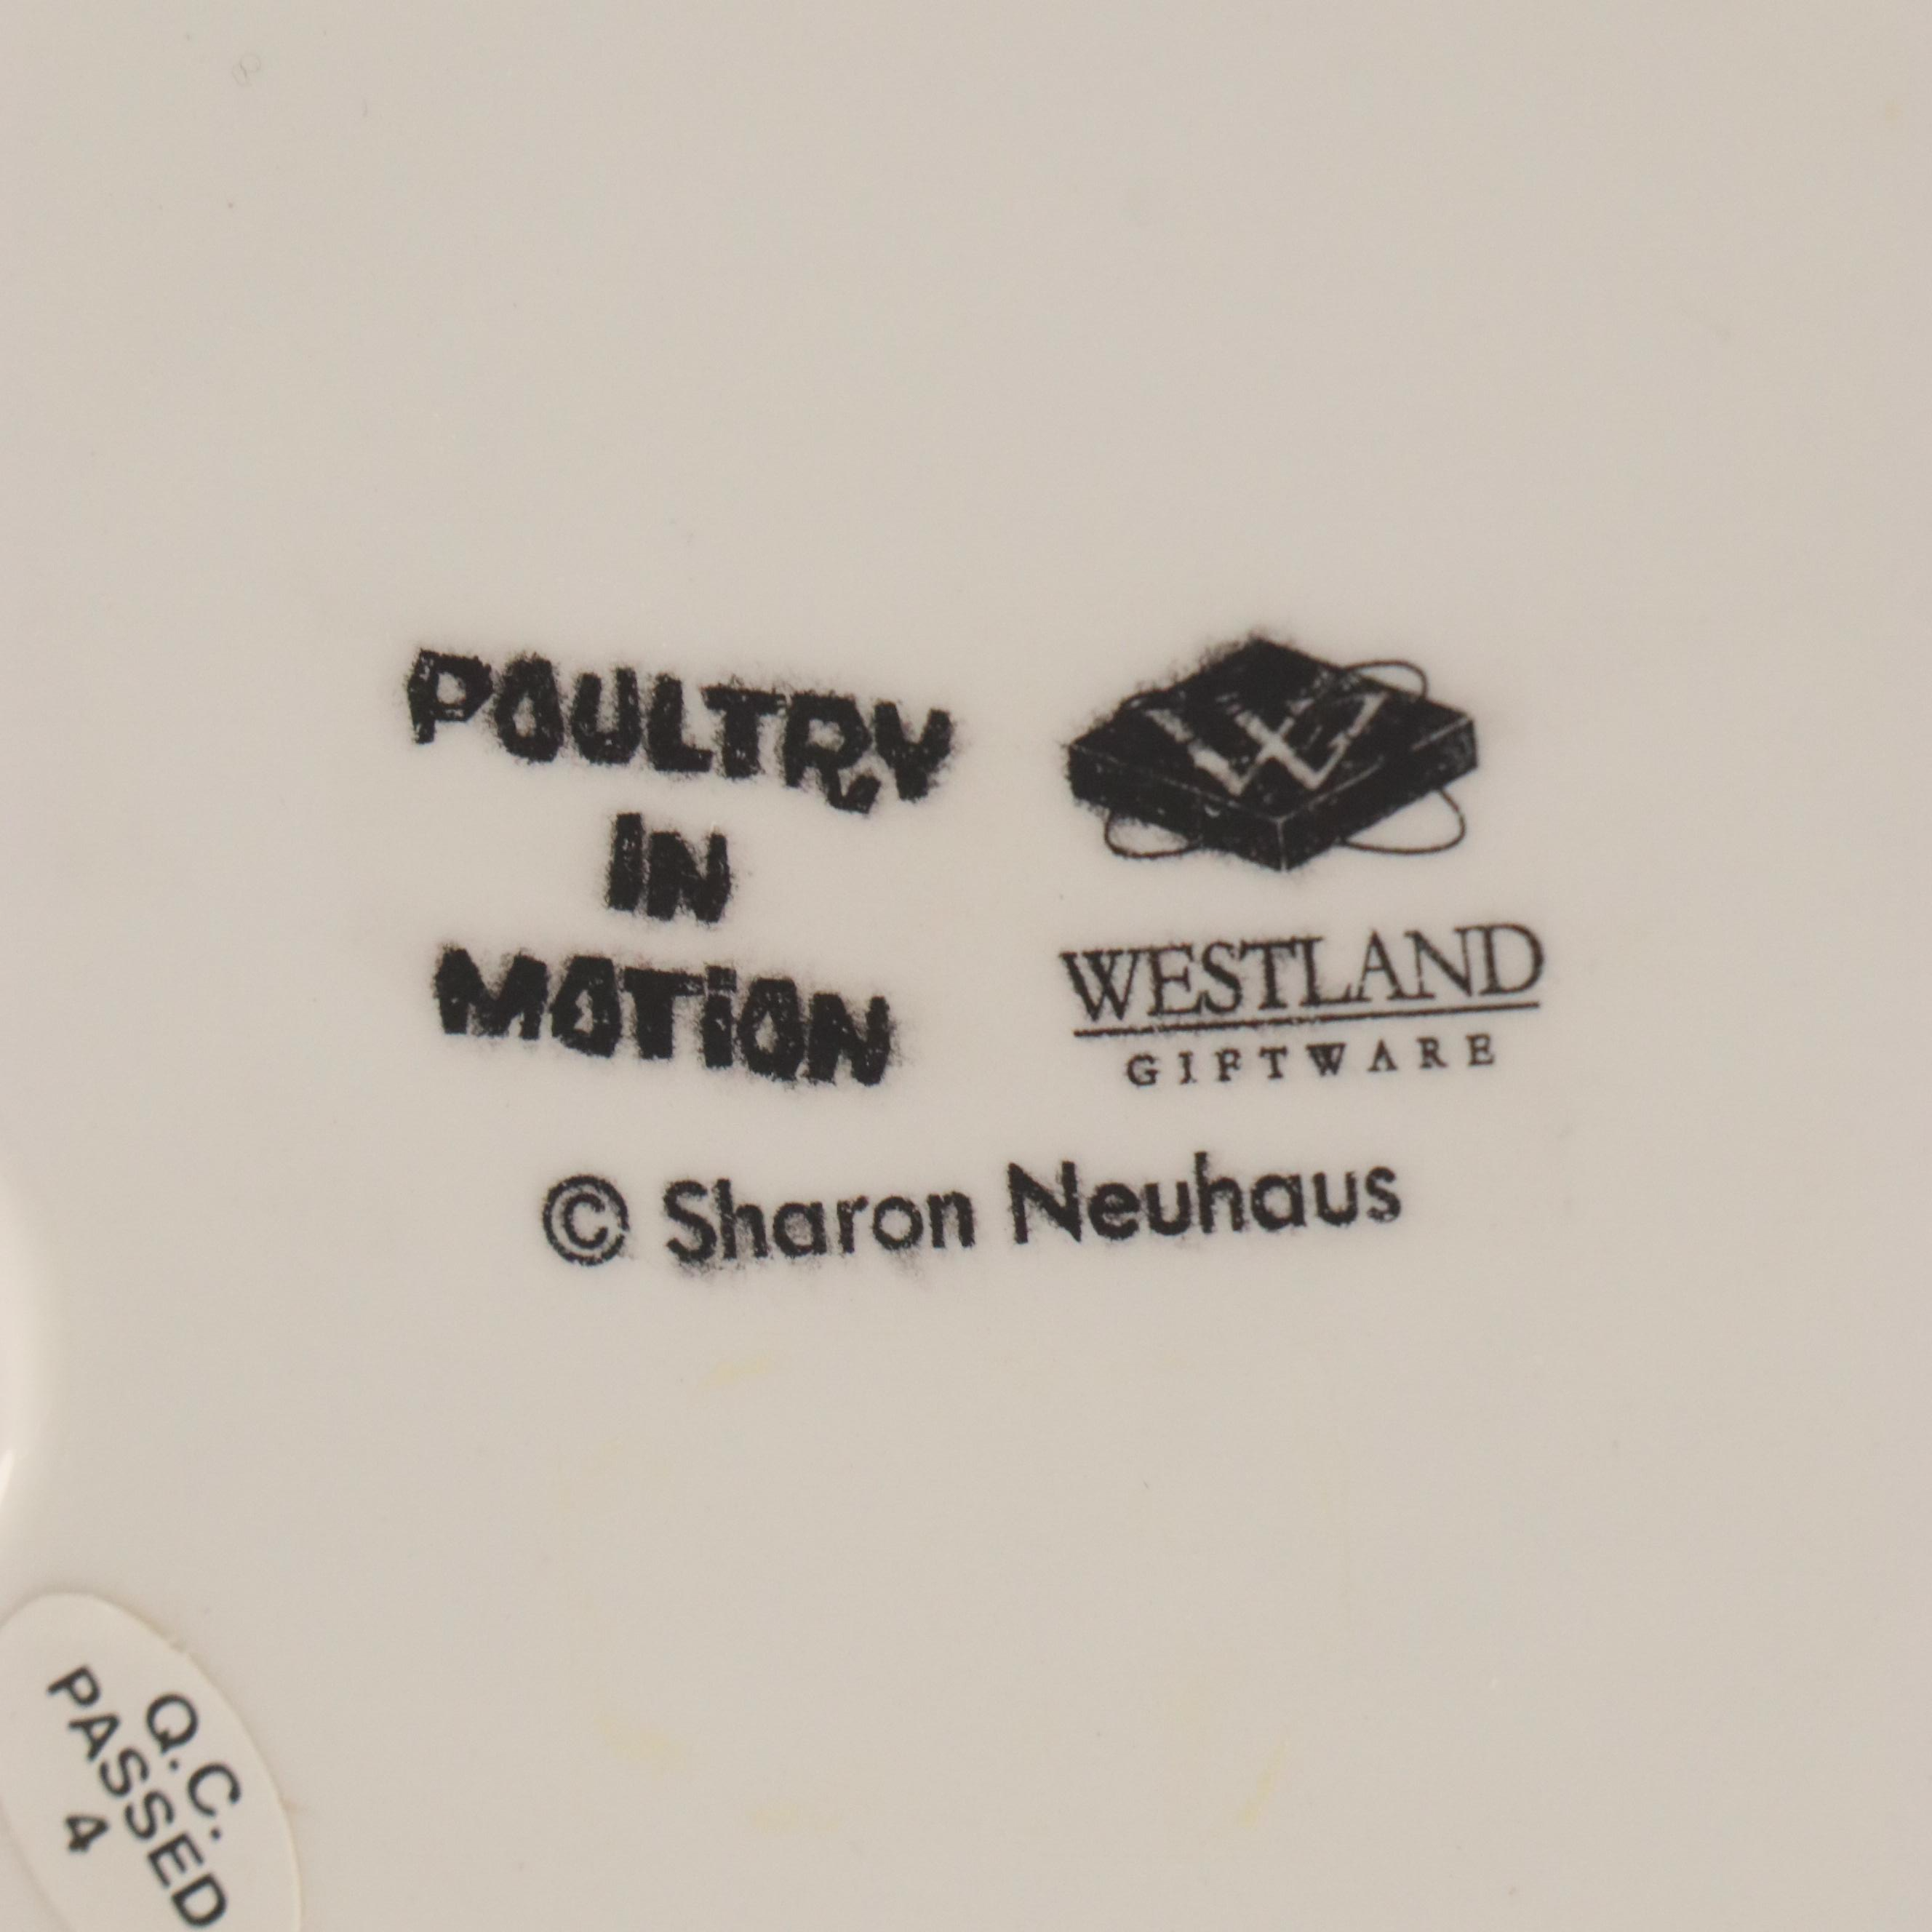 POULTRY
IN
MOTiON
W
WESTLAND
GIFTWARE
© Sharon Neuhaus
Q.C.
PASSED
4